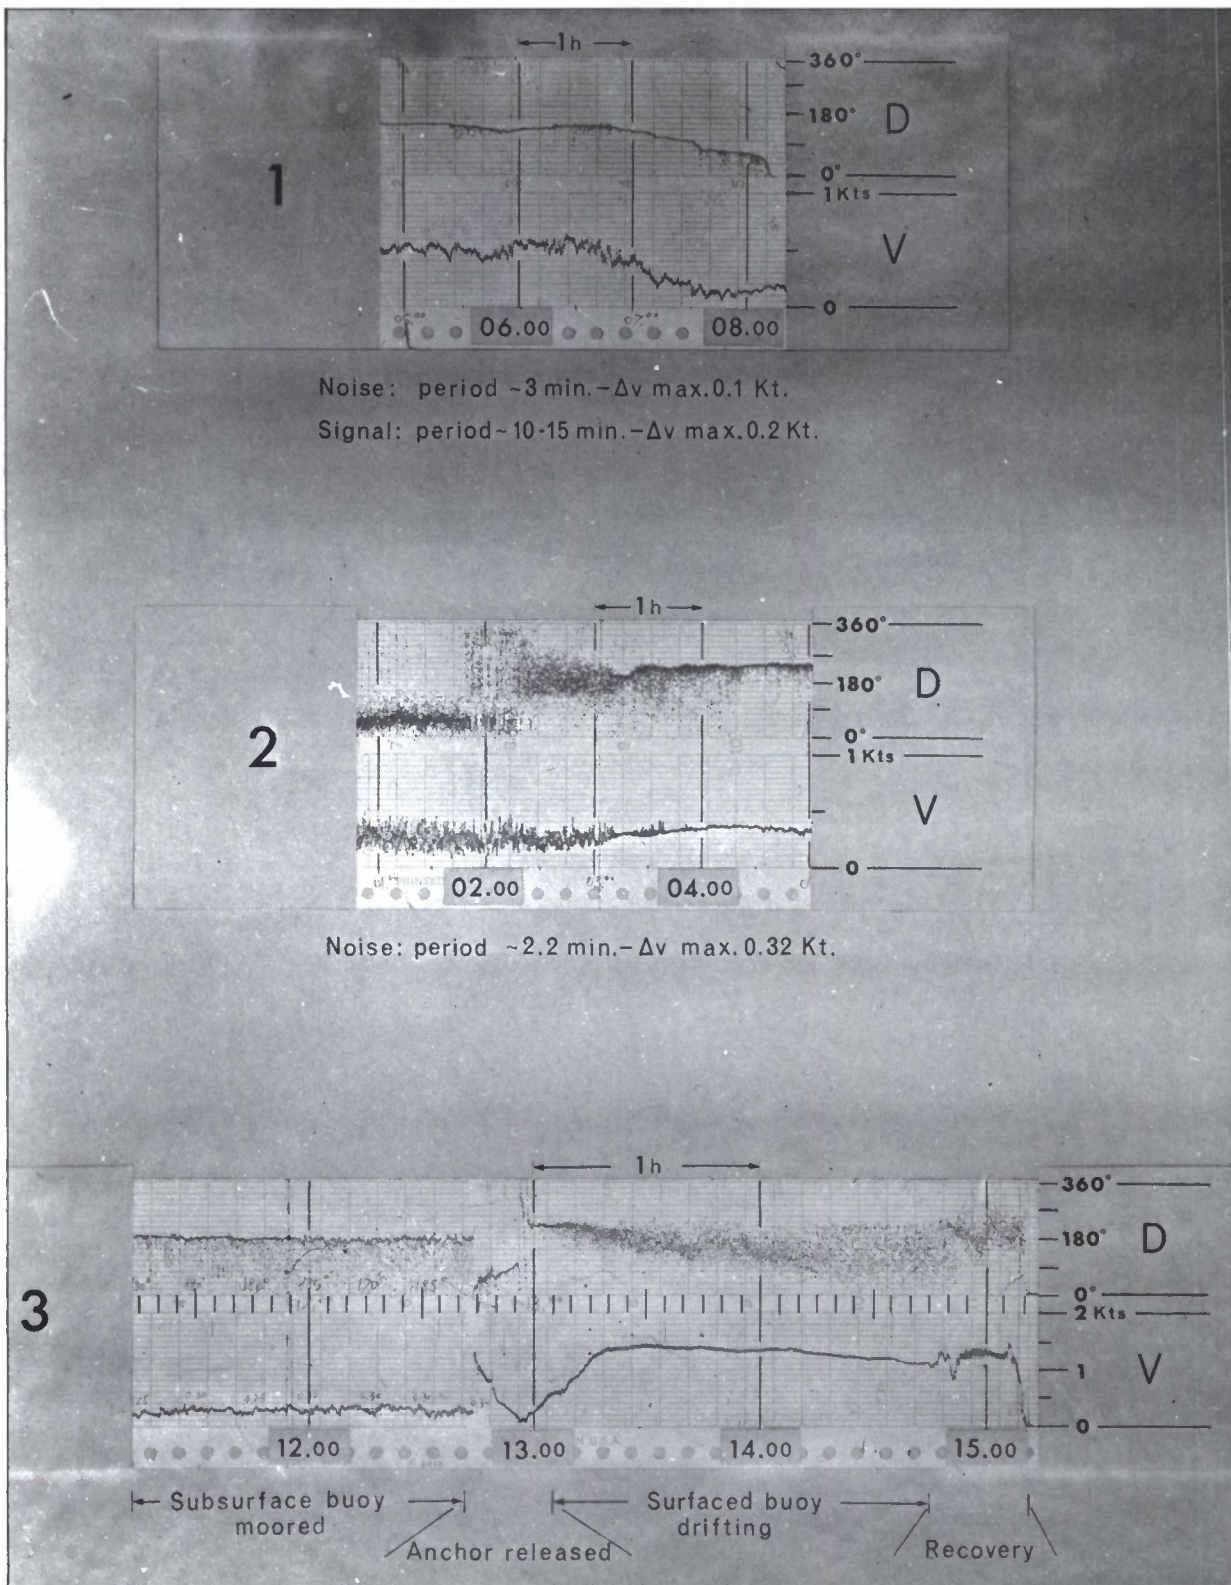 1h
360°
180° D
1
0°
1 Kts
V
0
06.00 07.00 08.00
Noise: period ~3 min.-Δv max.0.1 Kt.
Signal: period~10-15 min.-Δv max.0.2 Kt.
1h
360°
180° D
2
0°
1 Kts
V
0
02.00 04.00
Noise: period ~2.2 min.-Δv max.0.32 Kt.
1h
360°
180° D
0°
3
2 Kts
1 V
0
12.00 13.00 14.00 15.00
Subsurface buoy moored
Surfaced buoy drifting
Anchor released
Recovery